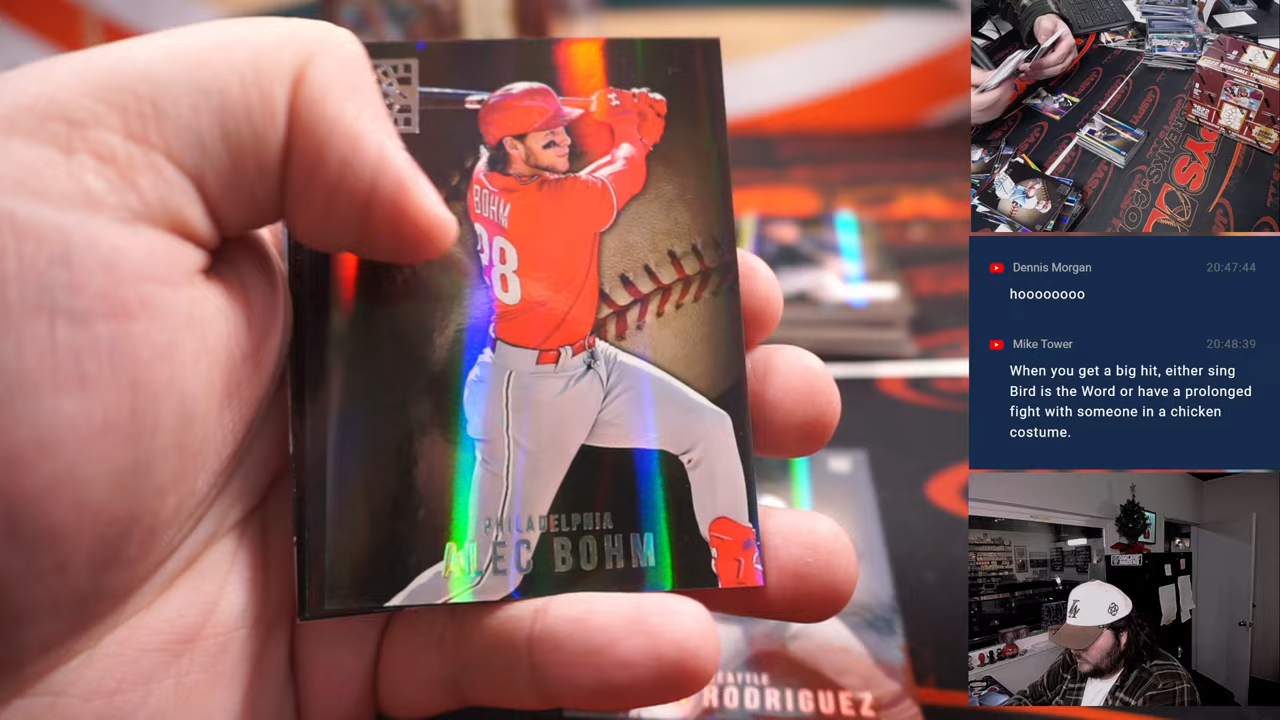 BOHM
28
PHILADELPHIA
ALEC BOHM
RODRIGUEZ
Dennis Morgan 20:47:44
hoooooooo
Mike Tower 20:48:39
When you get a big hit, either sing
Bird is the Word or have a prolonged
fight with someone in a chicken
costume.